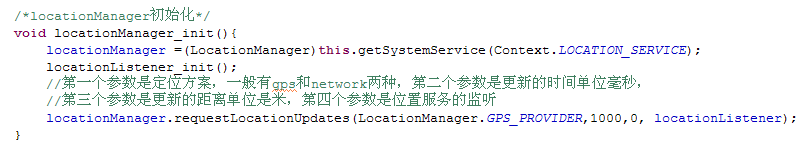 /*locationManager初始化*/
void locationManager_init(){
locationManager =(LocationManager)this.getSystemService(Context.LOCATION_SERVICE);
locationListener_init();
//第一个参数是定位方案，一般有gps和network两种，第二个参数是更新的时间单位毫秒，
//第三个参数是更新的距离单位是米，第四个参数是位置服务的监听
locationManager.requestLocationUpdates(LocationManager.GPS_PROVIDER,1000,0, locationListener);
}